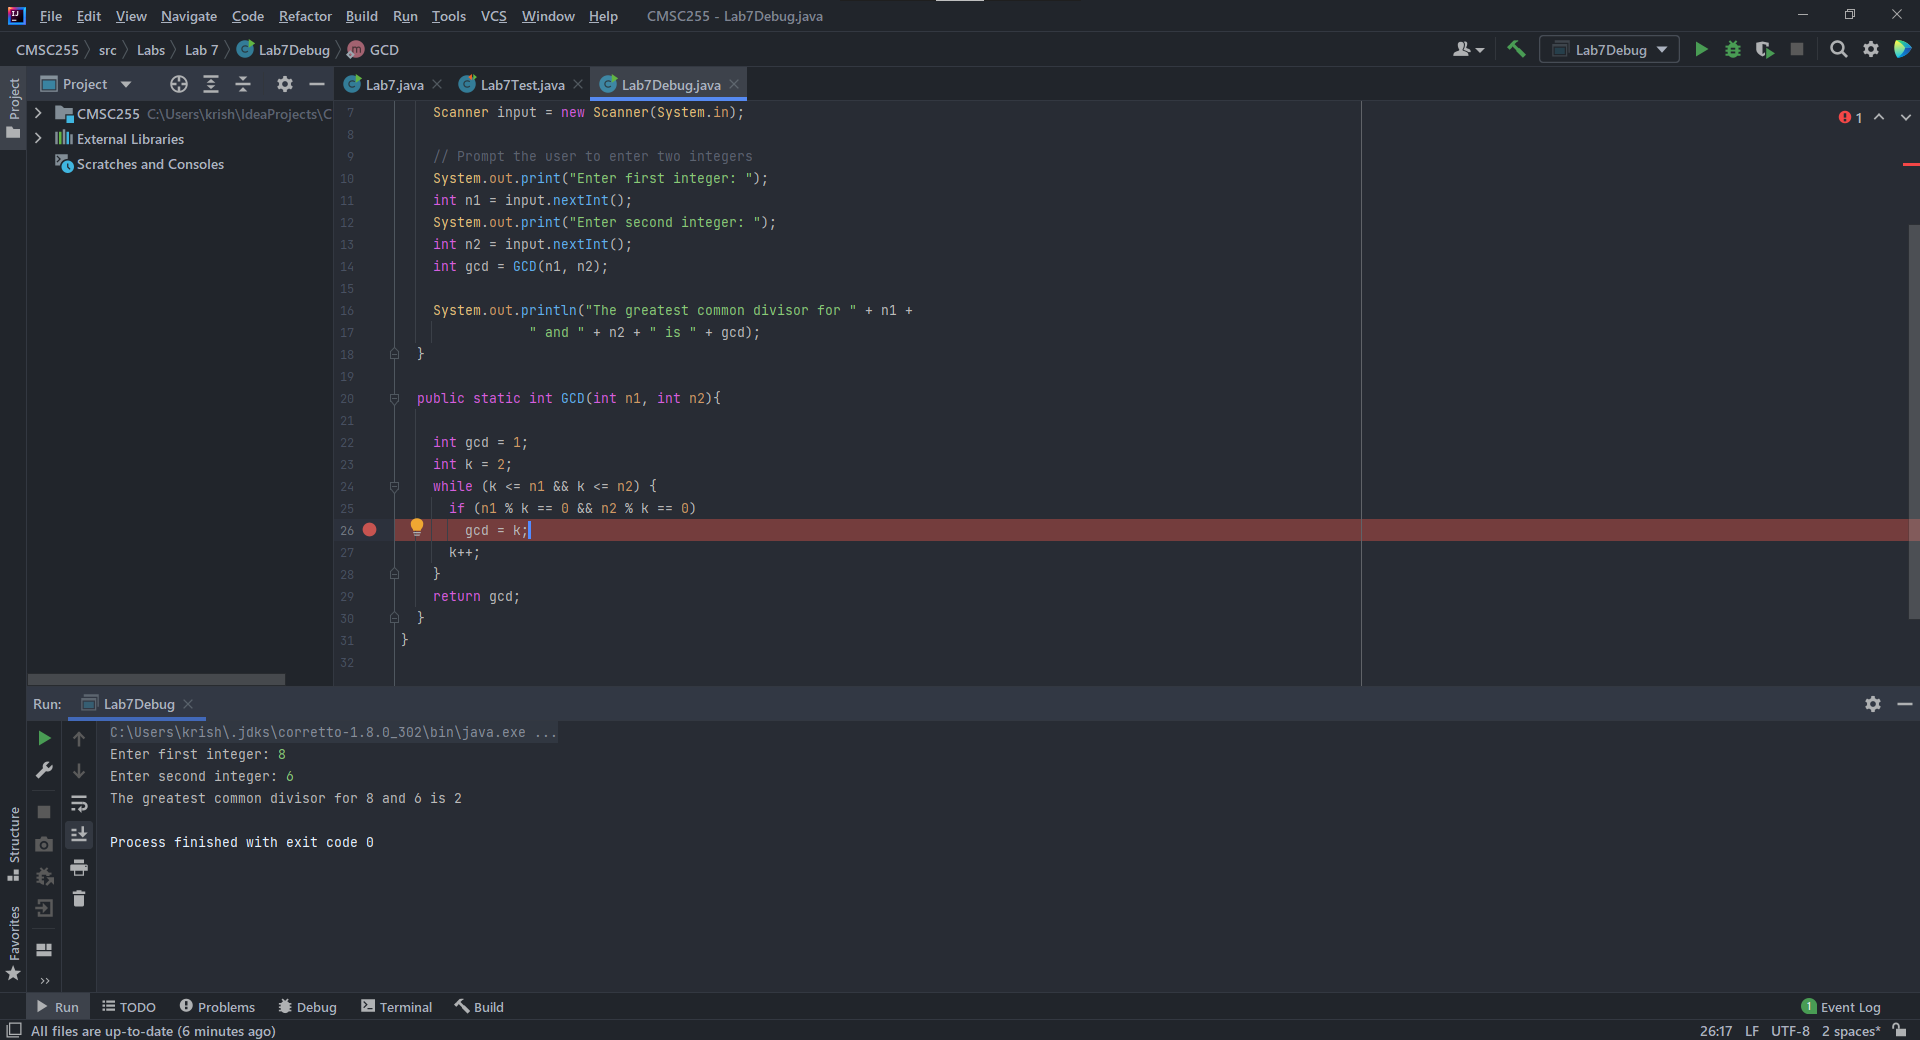 File Edit View Navigate Code Refactor Build Run Tools VCS Window Help CMSC255 - Lab7Debug.java
CMSC255 src Labs Lab 7 Lab7Debug GCD Lab7Debug
Project
Project
Lab7.java Lab7Test.java Lab7Debug.java
CMSC255 C:\Users\krish\IdeaProjects\C
External Libraries
Scratches and Consoles
1
7 Scanner input = new Scanner(System.in);
8
9 // Prompt the user to enter two integers
10 System.out.print("Enter first integer: ");
11 int n1 = input.nextInt();
12 System.out.print("Enter second integer: ");
13 int n2 = input.nextInt();
14 int gcd = GCD(n1, n2);
15
16 System.out.println("The greatest common divisor for " + n1 +
17 " and " + n2 + " is " + gcd);
18 }
19
20 public static int GCD(int n1, int n2){
21
22 int gcd = 1;
23 int k = 2;
24 while (k <= n1 && k <= n2) {
25 if (n1 % k == 0 && n2 % k == 0)
26 gcd = k;
27 k++;
28 }
29 return gcd;
30 }
31 }
32
Run: Lab7Debug
C:\Users\krish\.jdks\corretto-1.8.0_302\bin\java.exe ...
Enter first integer: 8
Enter second integer: 6
The greatest common divisor for 8 and 6 is 2
Process finished with exit code 0
Structure
Favorites
Run TODO Problems Debug Terminal Build 1 Event Log
All files are up-to-date (6 minutes ago) 26:17 LF UTF-8 2 spaces*